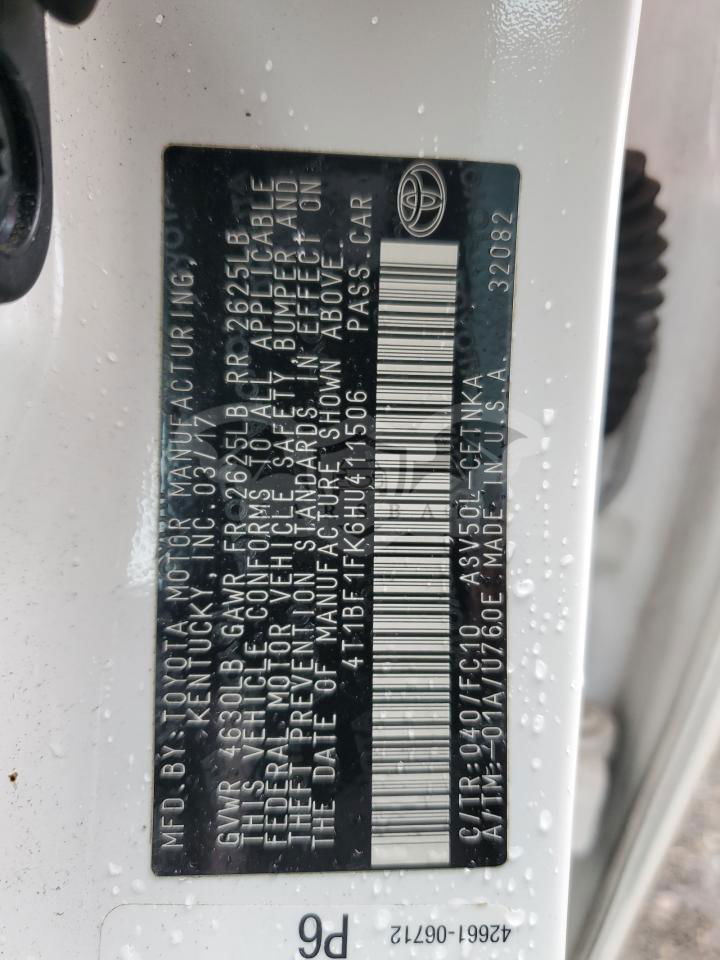 MFD.BY:TOYOTA MOTOR MANUFACTURING,
KENTUCKY, INC.03/17
GVWR 4630LB GAWR FR 2625LB RR 2625LB
THIS VEHICLE CONFORMS TO ALL APPLICABLE
FEDERAL MOTOR VEHICLE SAFETY, BUMPER, AND
THEFT PREVENTION STANDARDS IN EFFECT ON
THE DATE OF MANUFACTURE SHOWN ABOVE.
4T1BF1FK6HU411506 PASS.CAR
C/TR:040/FC10 ASV50L-CETNKA
A/TM:-01A/U760E MADE IN U.S.A. 32082
42661-06712
P6